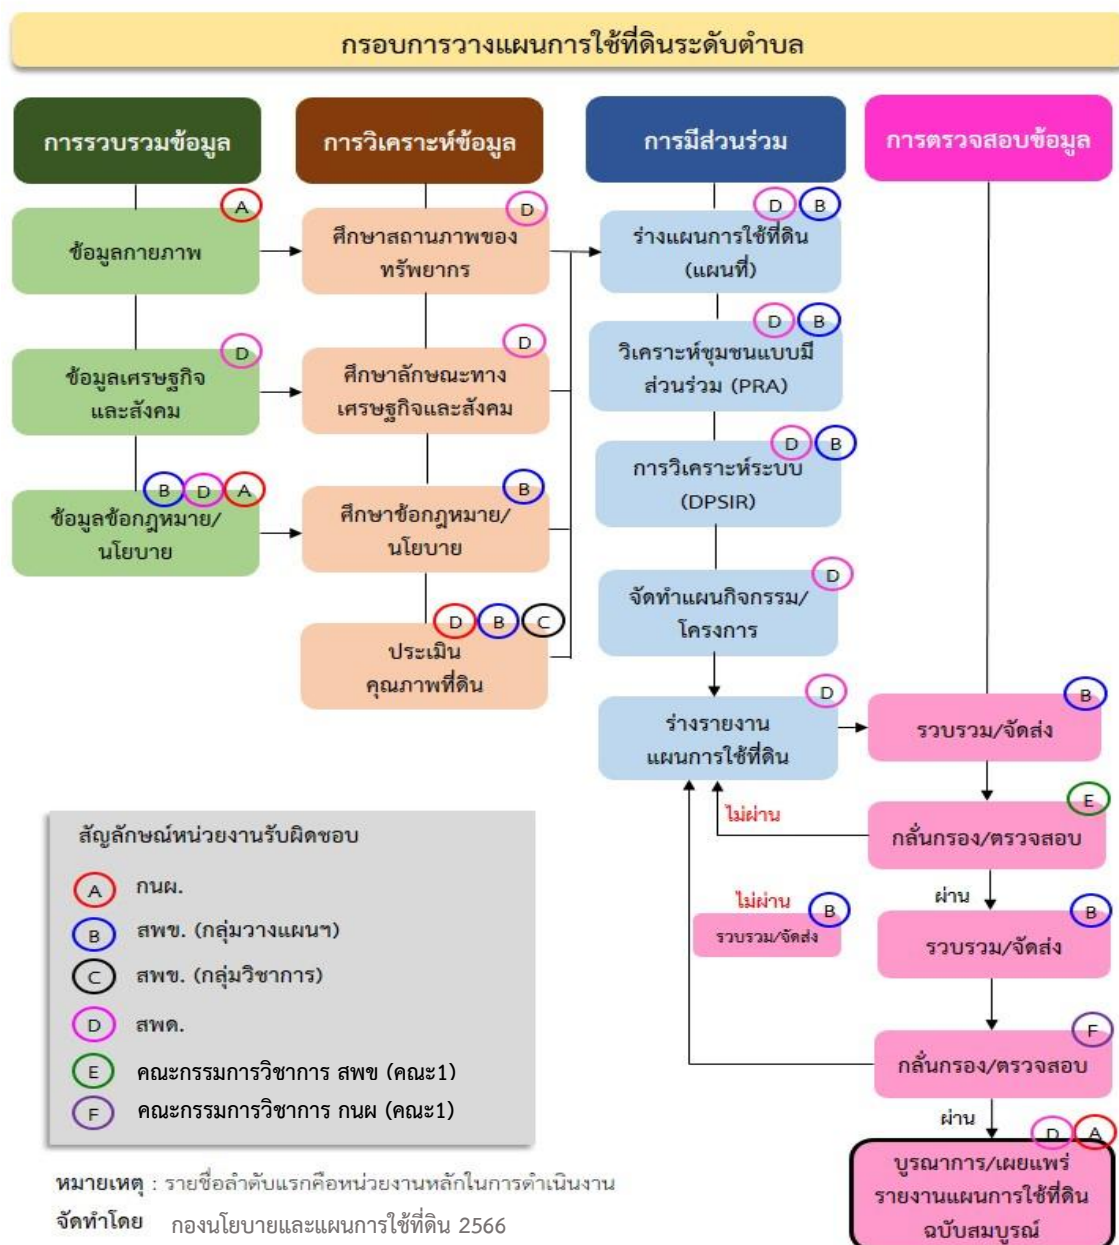 กรอบการวางแผนการใช้ที่ดินระดับตำบล
การรวบรวมข้อมูล
A
ข้อมูลกายภาพ
D
ข้อมูลเศรษฐกิจ
และสังคม
B D A
ข้อมูลข้อกฎหมาย/
นโยบาย
การวิเคราะห์ข้อมูล
D
ศึกษาสถานภาพของ
ทรัพยากร
D
ศึกษาลักษณะทาง
เศรษฐกิจและสังคม
B
ศึกษาข้อกฎหมาย/
นโยบาย
D B C
ประเมิน
คุณภาพที่ดิน
การมีส่วนร่วม
D B
ร่างแผนการใช้ที่ดิน
(แผนที่)
D B
วิเคราะห์ชุมชนแบบมี
ส่วนร่วม (PRA)
D B
การวิเคราะห์ระบบ
(DPSIR)
D
จัดทำแผนกิจกรรม/
โครงการ
D
ร่างรายงาน
แผนการใช้ที่ดิน
การตรวจสอบข้อมูล
B
รวบรวม/จัดส่ง
E
กลั่นกรอง/ตรวจสอบ
ไม่ผ่าน
ผ่าน
B
รวบรวม/จัดส่ง
ไม่ผ่าน
B
รวบรวม/จัดส่ง
F
กลั่นกรอง/ตรวจสอบ
ผ่าน
D A
บูรณาการ/เผยแพร่
รายงานแผนการใช้ที่ดิน
ฉบับสมบูรณ์
สัญลักษณ์หน่วยงานรับผิดชอบ
A กนผ.
B สพข. (กลุ่มวางแผนฯ)
C สพข. (กลุ่มวิชาการ)
D สพด.
E คณะกรรมการวิชาการ สพข (คณะ1)
F คณะกรรมการวิชาการ กนผ (คณะ1)
หมายเหตุ : รายชื่อลำดับแรกคือหน่วยงานหลักในการดำเนินงาน
จัดทำโดย กองนโยบายและแผนการใช้ที่ดิน 2566